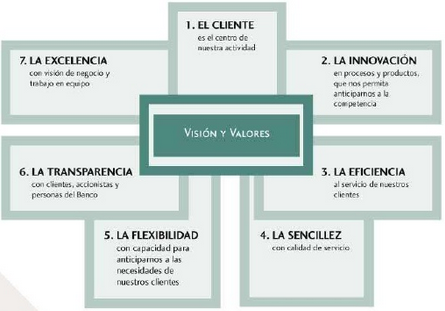 1. EL CLIENTE
es el centro de
nuestra actividad
7. LA EXCELENCIA
con visión de negocio y
trabajo en equipo
2. LA INNOVACIÓN
en procesos y productos,
que nos permita
anticiparnos a la
competencia
VISIÓN Y VALORES
6. LA TRANSPARENCIA
con clientes, accionistas y
personas del Banco
3. LA EFICIENCIA
al servicio de nuestros
clientes
5. LA FLEXIBILIDAD
con capacidad para
anticiparnos a las
necesidades de
nuestros clientes
4. LA SENCILLEZ
con calidad de servicio